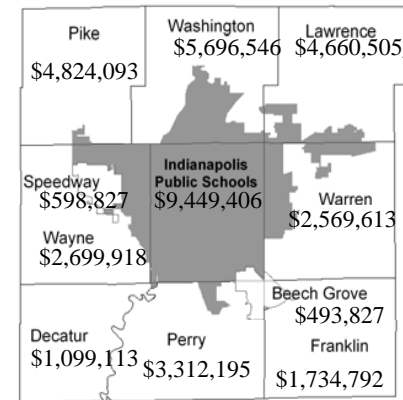 Pike
$4,824,093
Washington
$5,696,546
Lawrence
$4,660,505,
Speedway
$598,827
Indianapolis
Public Schools
$9,449,406
Warren
$2,569,613
Wayne
$2,699,918
Beech Grove
$493,827
Decatur
$1,099,113
Perry
$3,312,195
Franklin
$1,734,792